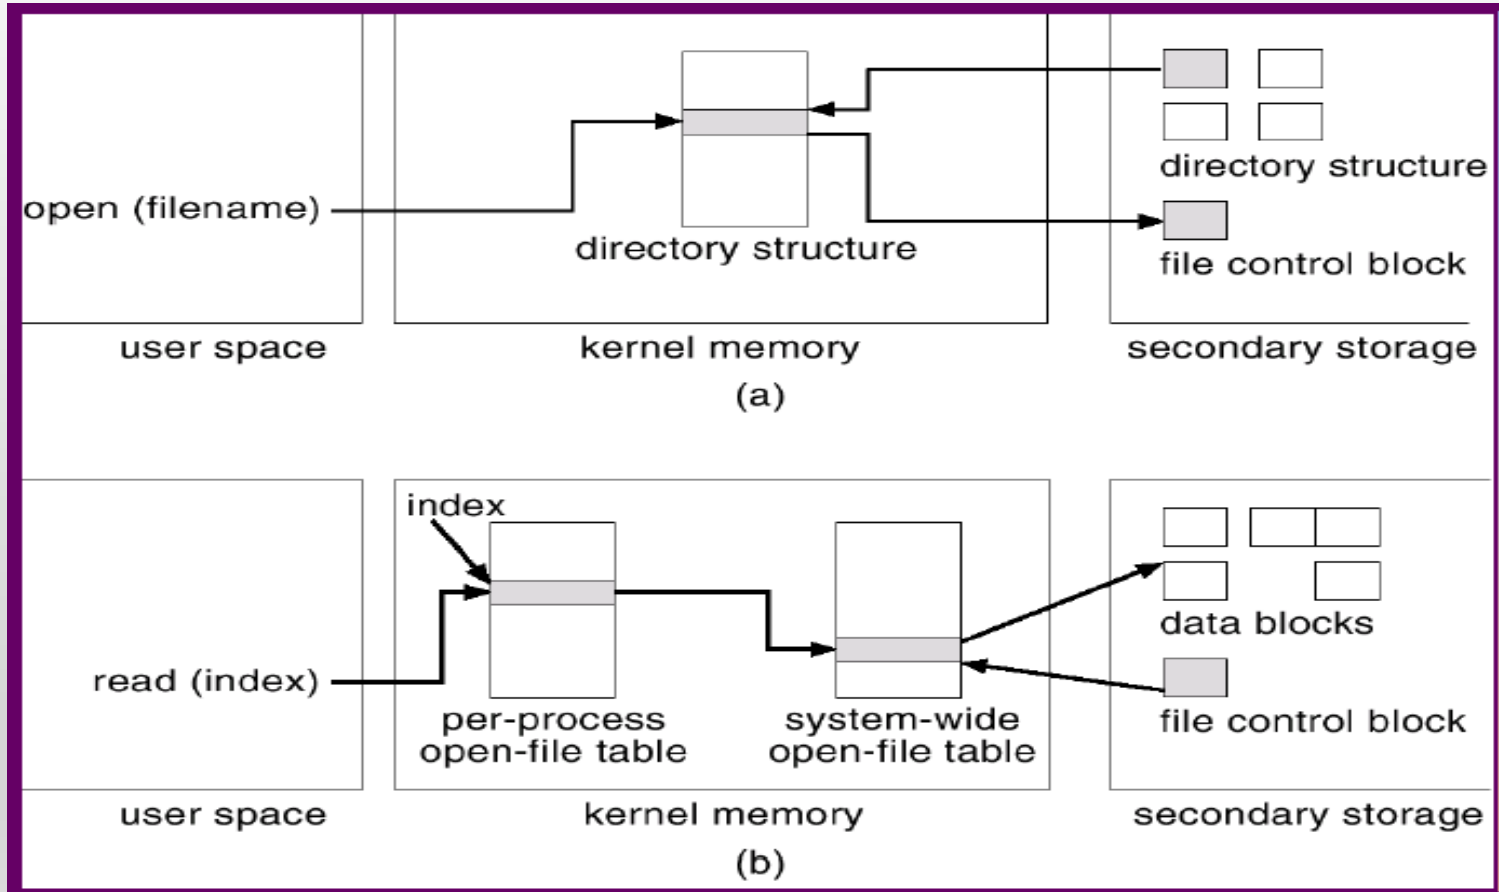 open (filename)
directory structure
directory structure
file control block
user space
kernel memory
secondary storage
(a)
index
read (index)
per-process
open-file table
system-wide
open-file table
data blocks
file control block
user space
kernel memory
secondary storage
(b)